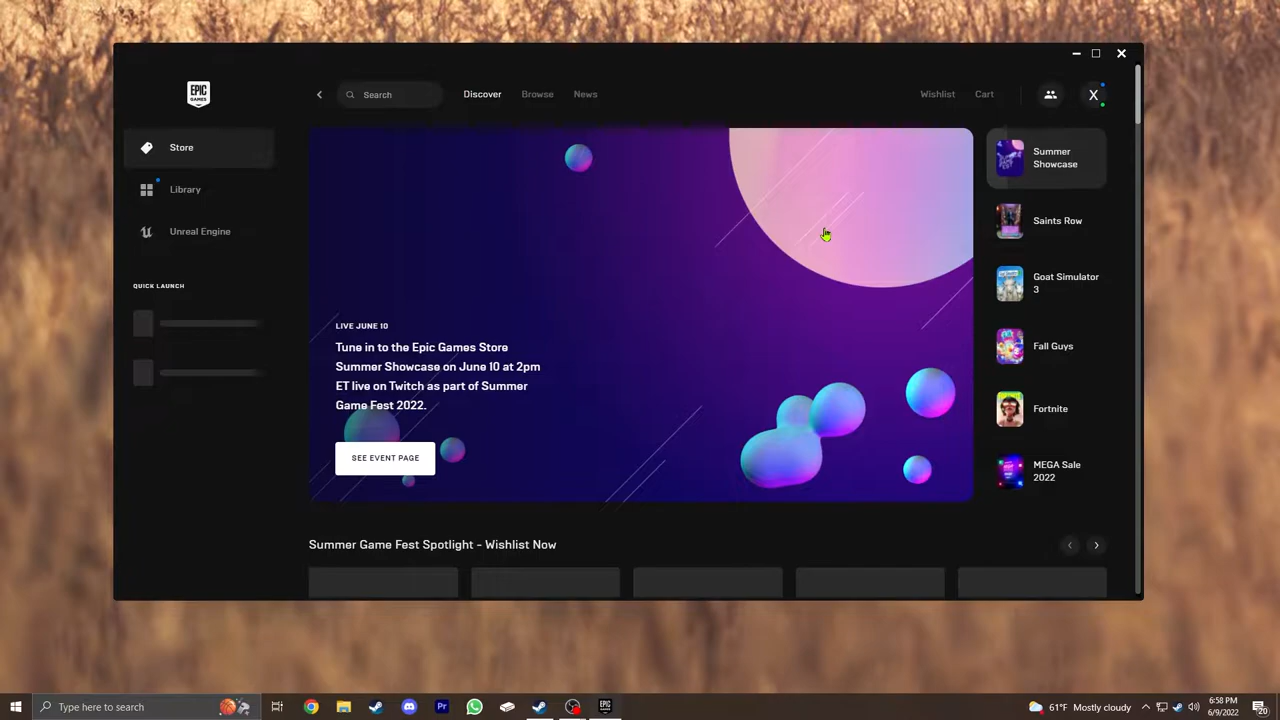 EPIC
GAMES
Search
Discover
Browse
News
Wishlist
Cart
X
Store
Library
Unreal Engine
QUICK LAUNCH
LIVE JUNE 10
Tune in to the Epic Games Store
Summer Showcase on June 10 at 2pm
ET live on Twitch as part of Summer
Game Fest 2022.
SEE EVENT PAGE
Summer
Showcase
Saints Row
Goat Simulator
3
Fall Guys
Fortnite
MEGA Sale
2022
Summer Game Fest Spotlight - Wishlist Now
Type here to search
Pr
EPIC
61°F Mostly cloudy
6:58 PM
6/9/2022
20